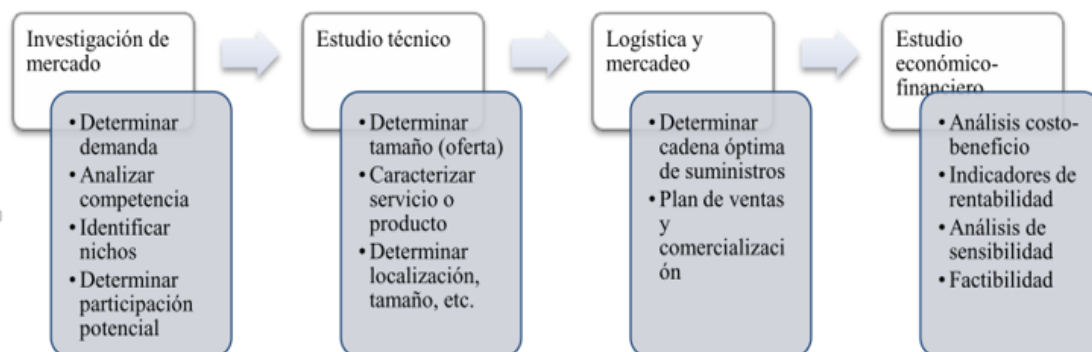 Investigación de
mercado
• Determinar
demanda
• Analizar
competencia
• Identificar
nichos
• Determinar
participación
potencial
Estudio técnico
• Determinar
tamaño (oferta)
• Caracterizar
servicio o
producto
• Determinar
localización,
tamaño, etc.
Logística y
mercadeo
• Determinar
cadena óptima
de suministros
• Plan de ventas
y
comercializaci
ón
Estudio
económico-
financiero
• Análisis costo-
beneficio
• Indicadores de
rentabilidad
• Análisis de
sensibilidad
• Factibilidad